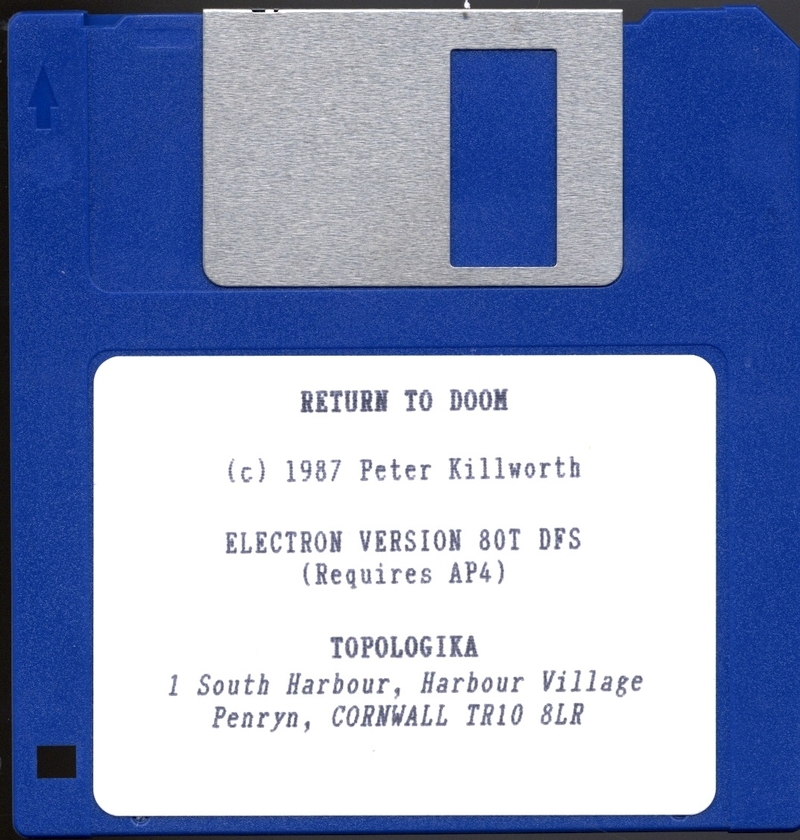 RETURN TO DOOM
(c) 1987 Peter Killworth
ELECTRON VERSION 80T DFS
(Requires AP4)
TOPOLOGIKA
1 South Harbour, Harbour Village
Penryn, CORNWALL TR10 8LR